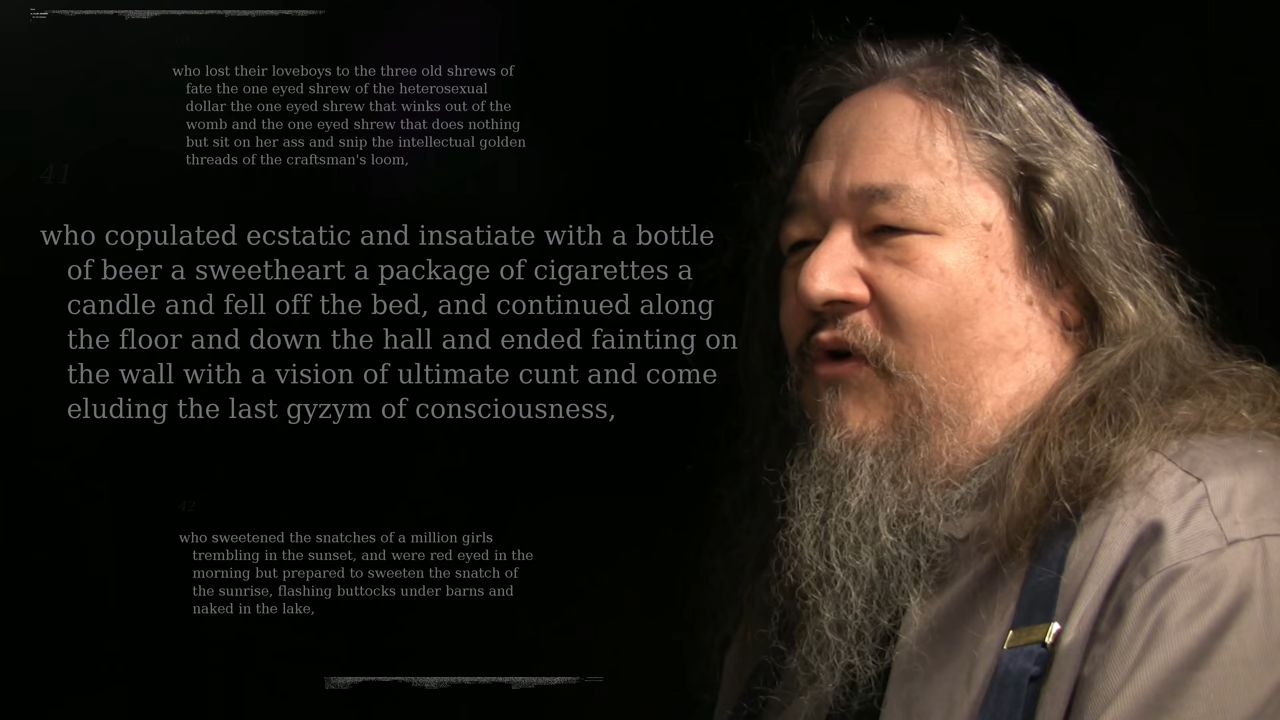 who lost their loveboys to the three old shrews of
fate the one eyed shrew of the heterosexual
dollar the one eyed shrew that winks out of the
womb and the one eyed shrew that does nothing
but sit on her ass and snip the intellectual golden
threads of the craftsman's loom,
41
who copulated ecstatic and insatiate with a bottle
of beer a sweetheart a package of cigarettes a
candle and fell off the bed, and continued along
the floor and down the hall and ended fainting on
the wall with a vision of ultimate cunt and come
eluding the last gyzym of consciousness,
42
who sweetened the snatches of a million girls
trembling in the sunset, and were red eyed in the
morning but prepared to sweeten the snatch of
the sunrise, flashing buttocks under barns and
naked in the lake,